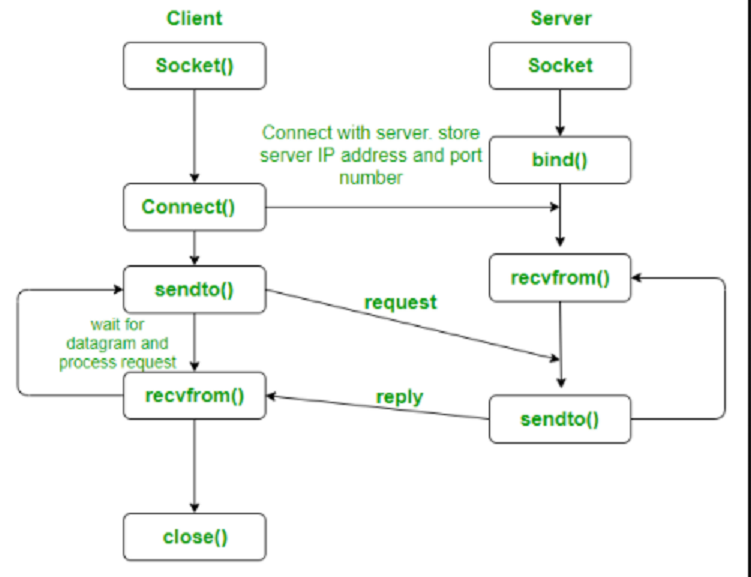 Client
Server
Socket()
Socket
Connect with server. store
server IP address and port
number
bind()
Connect()
recvfrom()
sendto()
request
wait for
datagram and
process request
recvfrom()
reply
sendto()
close()